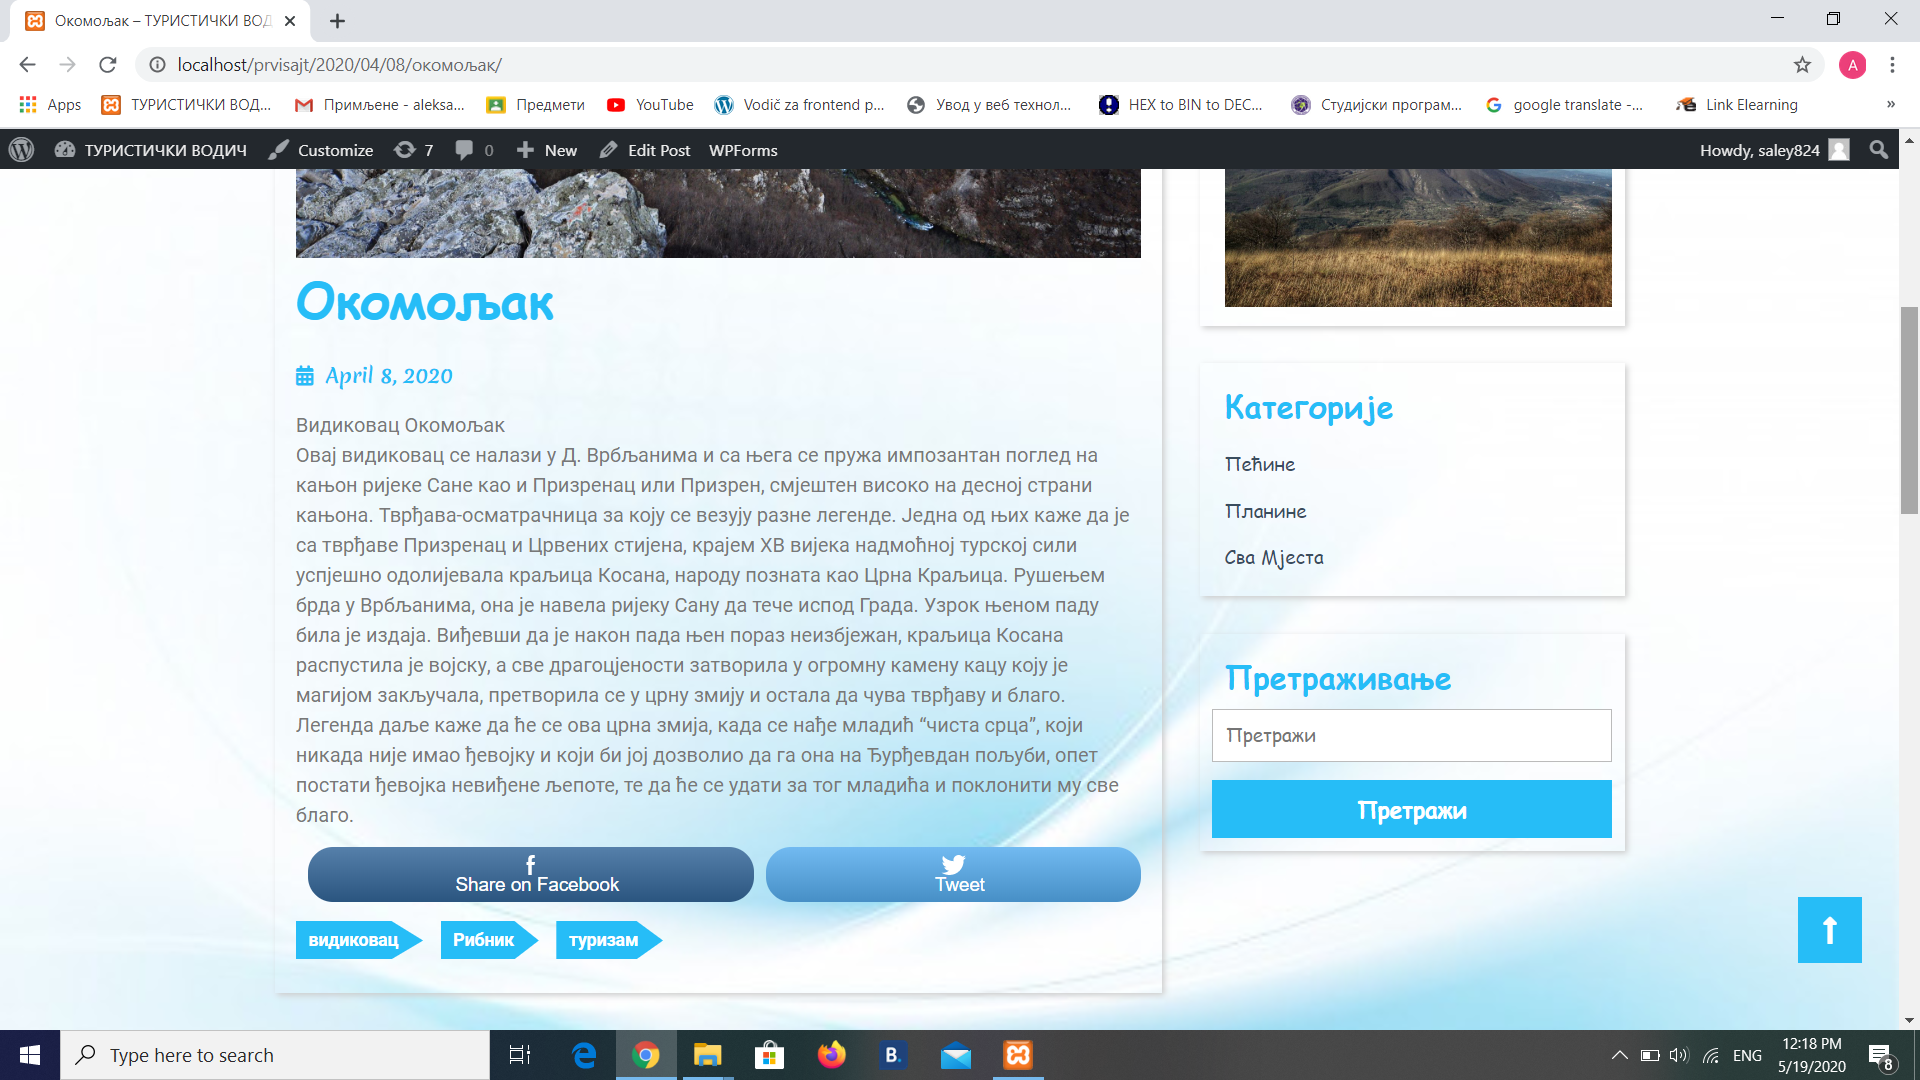 Окомољак – ТУРИСТИЧКИ ВОД
localhost/prvisajt/2020/04/08/окомољак/
A
Apps
ТУРИСТИЧКИ ВОД...
Примљене - aleksa...
Предмети
YouTube
Vodič za frontend p...
Увод у веб технол...
HEX to BIN to DEC...
Студијски програм...
google translate -...
Link Elearning
»
ТУРИСТИЧКИ ВОДИЧ
Customize
7
0
New
Edit Post
WPForms
Howdy, saley824
Окомољак
April 8, 2020
Видиковац Окомољак
Овај видиковац се налази у Д. Врбљанима и са њега се пружа импозантан поглед на
кањон ријеке Сане као и Призренац или Призрен, смјештен високо на десној страни
кањона. Тврђава-осматрачница за коју се везују разне легенде. Једна од њих каже да је
са тврђаве Призренац и Црвених стијена, крајем XВ вијека надмоћној турској сили
успјешно одолијевала краљица Косана, народу позната као Црна Краљица. Рушењем
брда у Врбљанима, она је навела ријеку Сану да тече испод Града. Узрок њеном паду
била је издаја. Виђевши да је након пада њен пораз неизбјежан, краљица Косана
распустила је војску, а све драгоцјености затворила у огромну камену кацу коју је
магијом закључала, претворила се у црну змију и остала да чува тврђаву и благо.
Легенда даље каже да ће се ова црна змија, када се нађе младић “чиста срца”, који
никада није имао ђевојку и који би јој дозволио да га она на Ђурђевдан пољуби, опет
постати ђевојка невиђене љепоте, те да ће се удати за тог младића и поклонити му све
благо.
Share on Facebook
Tweet
видиковац
Рибник
туризам
Категорије
Пећине
Планине
Сва Мјеста
Претраживање
Претражи
Претражи
Type here to search
B.
ENG
12:18 PM
5/19/2020
8